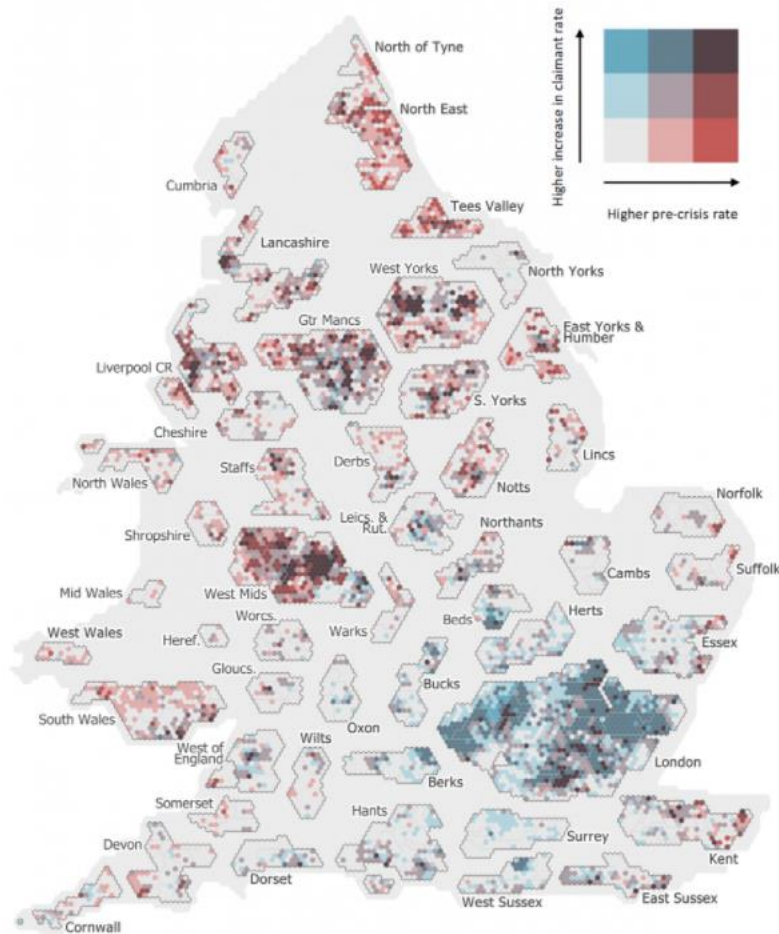 North of Tyne
Higher increase in claimant rate
Higher pre-crisis rate
North East
Cumbria
Tees Valley
Lancashire
West Yorks
North Yorks
Gtr Mancs
East Yorks &
Humber
Liverpool CR
S. Yorks
Cheshire
Derbs
Lincs
Staffs
North Wales
Notts
Norfolk
Leics. &
Rut.
Northants
Shropshire
Cambs
Suffolk
Mid Wales
West Mids
Beds
Herts
Worcs.
West Wales
Heref.
Warks
Essex
Gloucs.
Bucks
South Wales
Oxon
West of
England
Wilts
London
Berks
Somerset
Hants
Surrey
Devon
Kent
Dorset
West Sussex
East Sussex
Cornwall